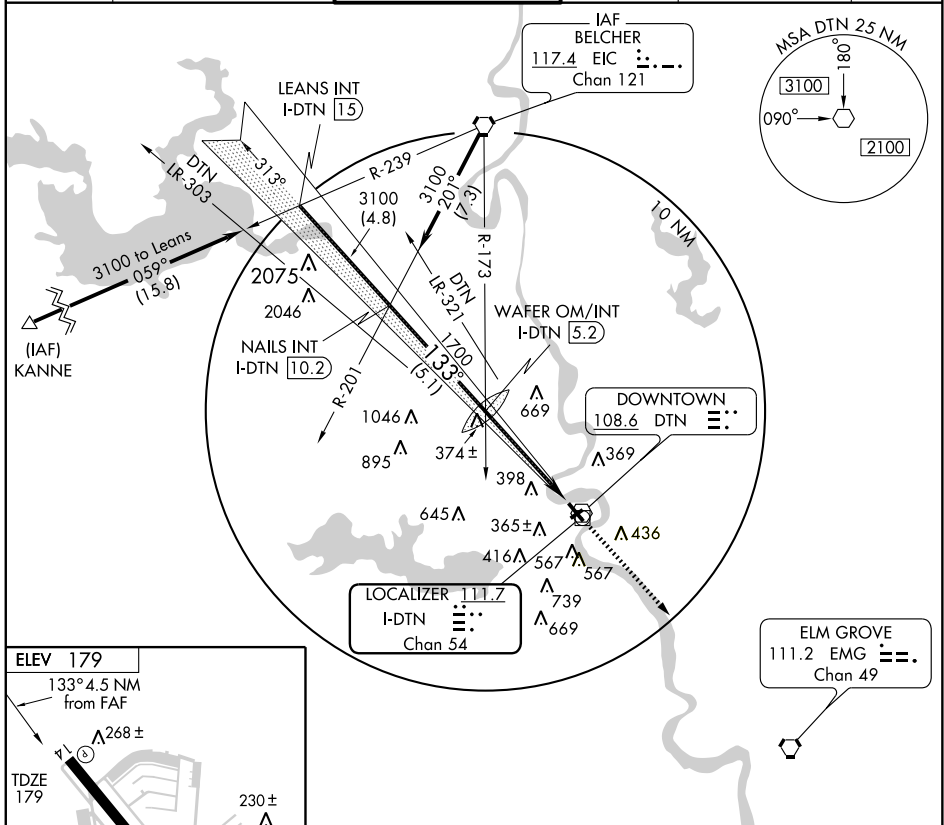 IAF
BELCHER
117.4 EIC
Chan 121
MSA DTN 25 NM
180°
3100
090°
2100
LEANS INT
I-DTN 15
313°
R-239
DTN
LR-303
3100
(4.8)
3100
201°
(7.3)
R-173
10 NM
3100 to Leans
059°
(15.8)
2075
2046
DTN
LR-321
(IAF)
KANNE
NAILS INT
I-DTN 10.2
WAFER OM/INT
I-DTN 5.2
1700
133°
(5.1)
R-201
669
1046
895
374±
DOWNTOWN
108.6 DTN
369
398
645
365±
436
416
567
567
739
669
LOCALIZER 111.7
I-DTN
Chan 54
ELM GROVE
111.2 EMG
Chan 49
ELEV 179
133° 4.5 NM
from FAF
268±
14
P
TDZE
179
230±